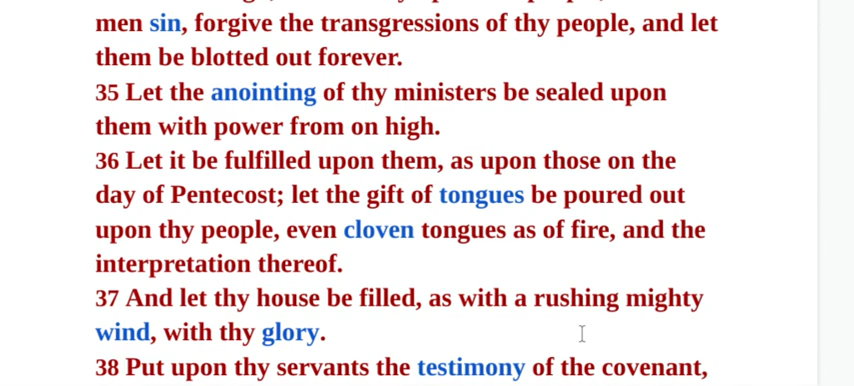 men sin, forgive the transgressions of thy people, and let
them be blotted out forever.
35 Let the anointing of thy ministers be sealed upon
them with power from on high.
36 Let it be fulfilled upon them, as upon those on the
day of Pentecost; let the gift of tongues be poured out
upon thy people, even cloven tongues as of fire, and the
interpretation thereof.
37 And let thy house be filled, as with a rushing mighty
wind, with thy glory.
38 Put upon thy servants the testimony of the covenant,